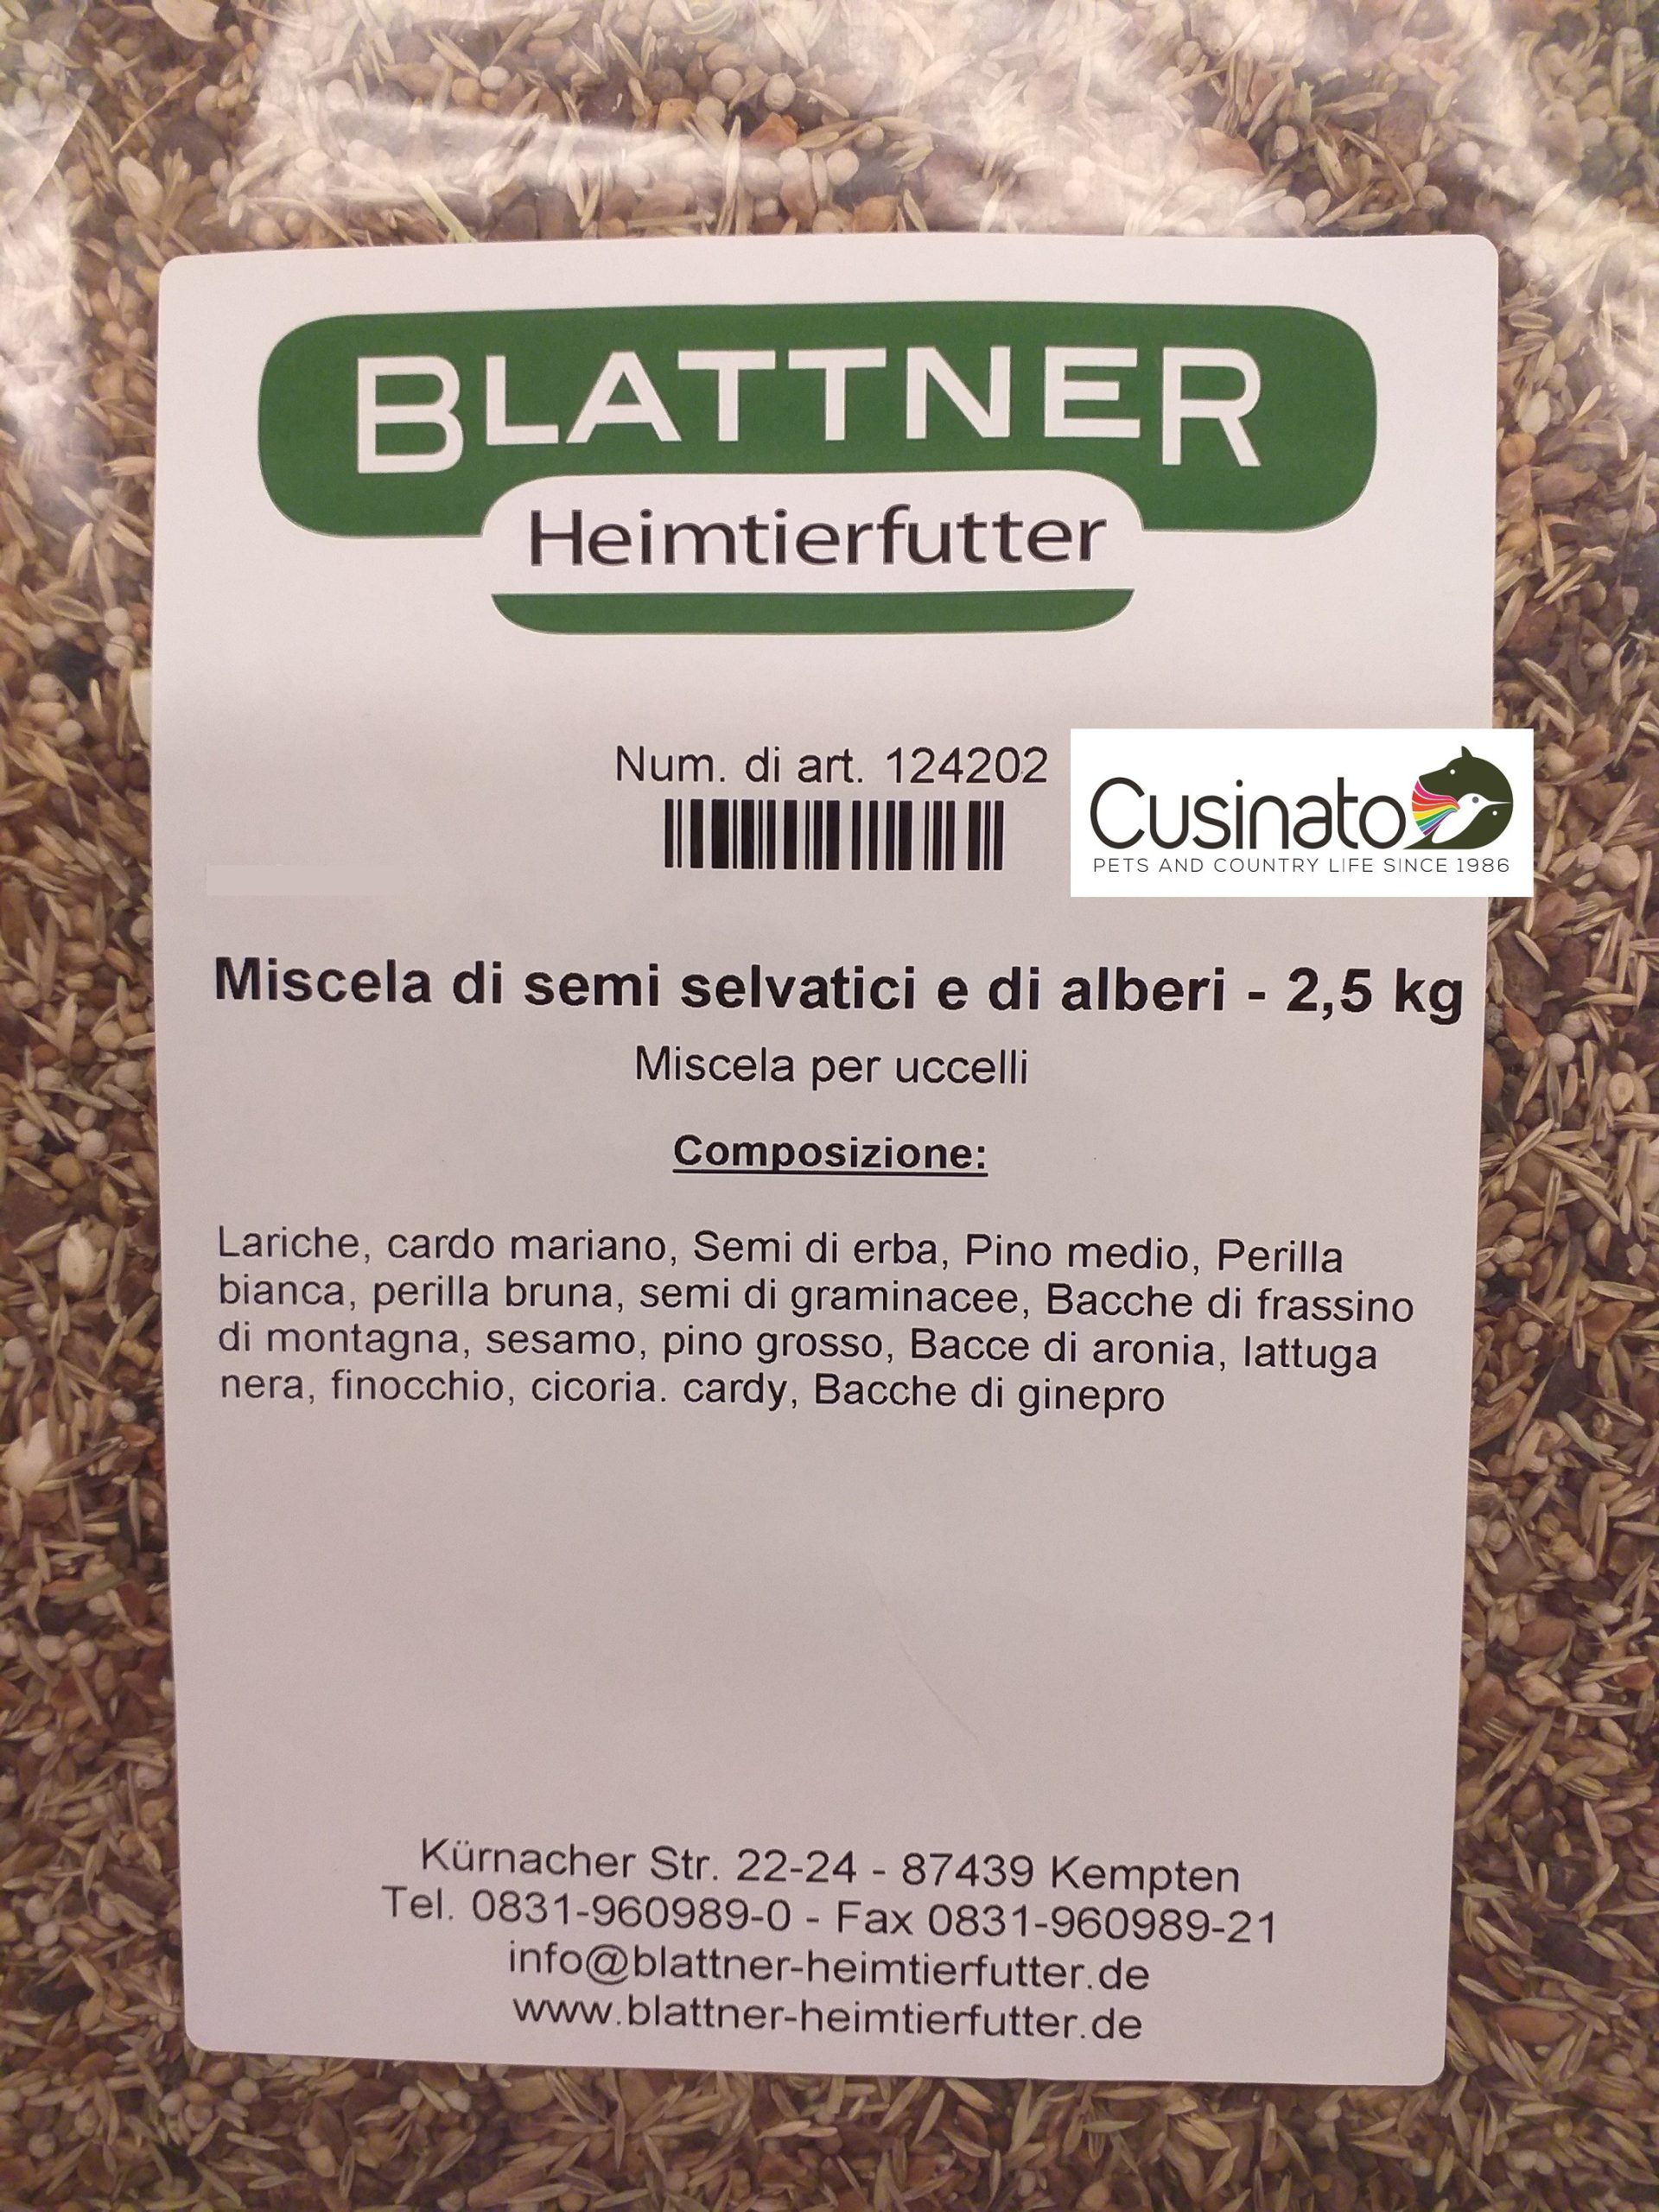 BLATTNER
Heimtierfutter
Num. di art. 124202
Cusinato
PETS AND COUNTRY LIFE SINCE 1986
Miscela di semi selvatici e di alberi - 2,5 kg
Miscela per uccelli
Composizione:
Lariche, cardo mariano, Semi di erba, Pino medio, Perilla
bianca, perilla bruna, semi di graminacee, Bacche di frassino
di montagna, sesamo, pino grosso, Bacce di aronia, lattuga
nera, finocchio, cicoria. cardy, Bacche di ginepro
Kürnacher Str. 22-24 - 87439 Kempten
Tel. 0831-960989-0 - Fax 0831-960989-21
info@blattner-heimtierfutter.de
www.blattner-heimtierfutter.de